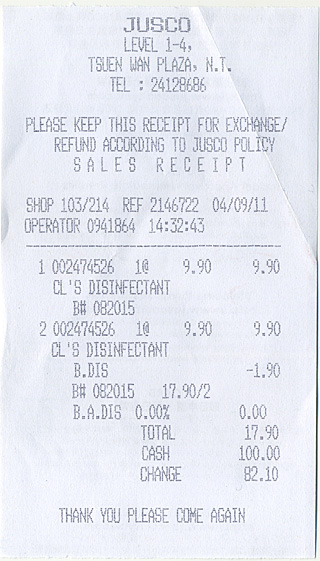 JUSCO
LEVEL 1-4,
TSUEN WAN PLAZA, N.T.
TEL : 24128686
PLEASE KEEP THIS RECEIPT FOR EXCHANGE/
REFUND ACCORDING TO JUSCO POLICY
SALES RECEIPT
SHOP 103/214 REF 2146722 04/09/11
OPERATOR 0941864 14:32:43
1 002474526 1@ 9.90 9.90
CL'S DISINFECTANT
B# 082015
2 002474526 1@ 9.90 9.90
CL'S DISINFECTANT
B.DIS -1.90
B# 082015 17.90/2
B.A.DIS 0.00% 0.00
TOTAL 17.90
CASH 100.00
CHANGE 82.10
THANK YOU PLEASE COME AGAIN